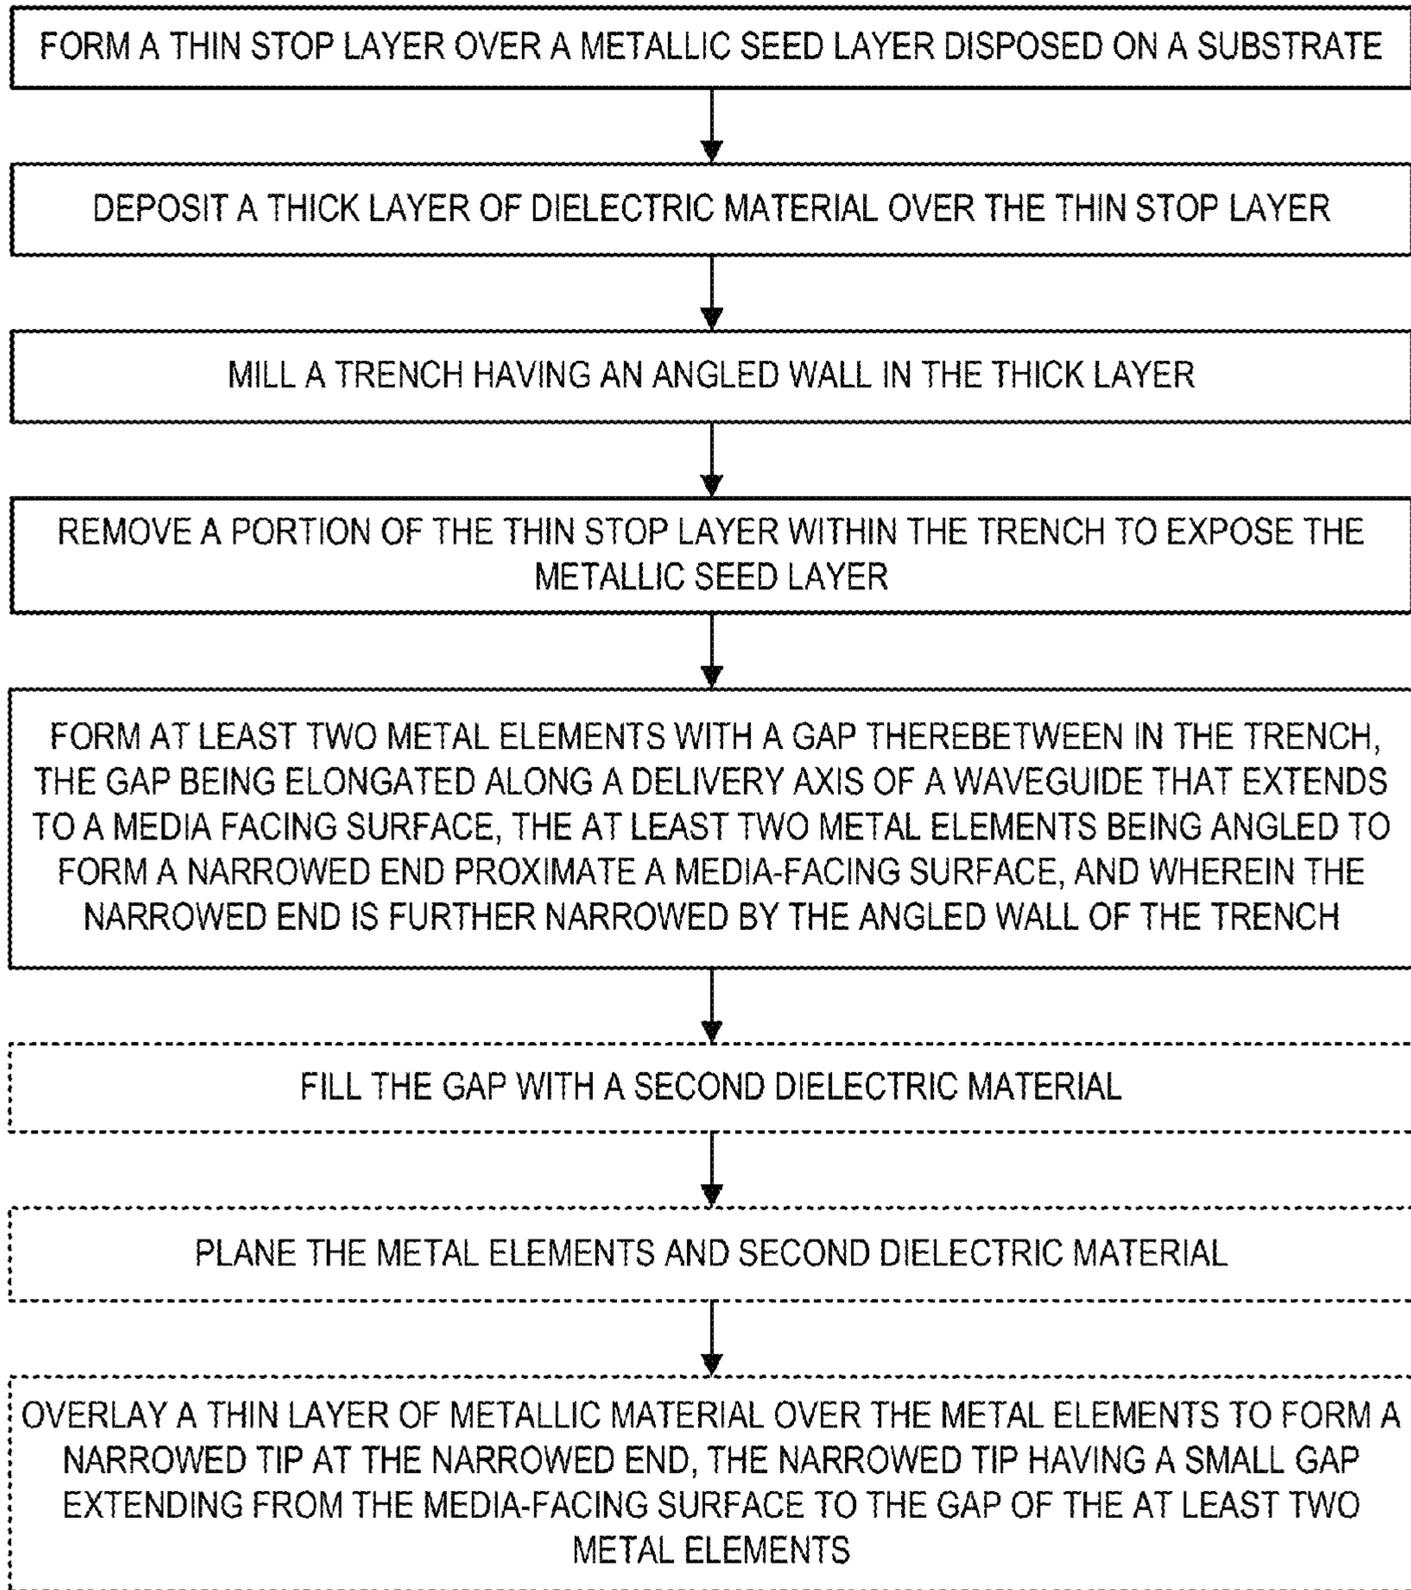 FORM A THIN STOP LAYER OVER A METALLIC SEED LAYER DISPOSED ON A SUBSTRATE
DEPOSIT A THICK LAYER OF DIELECTRIC MATERIAL OVER THE THIN STOP LAYER
MILL A TRENCH HAVING AN ANGLED WALL IN THE THICK LAYER
REMOVE A PORTION OF THE THIN STOP LAYER WITHIN THE TRENCH TO EXPOSE THE
METALLIC SEED LAYER
FORM AT LEAST TWO METAL ELEMENTS WITH A GAP THEREBETWEEN IN THE TRENCH,
THE GAP BEING ELONGATED ALONG A DELIVERY AXIS OF A WAVEGUIDE THAT EXTENDS
TO A MEDIA FACING SURFACE, THE AT LEAST TWO METAL ELEMENTS BEING ANGLED TO
FORM A NARROWED END PROXIMATE A MEDIA-FACING SURFACE, AND WHEREIN THE
NARROWED END IS FURTHER NARROWED BY THE ANGLED WALL OF THE TRENCH
FILL THE GAP WITH A SECOND DIELECTRIC MATERIAL
PLANE THE METAL ELEMENTS AND SECOND DIELECTRIC MATERIAL
OVERLAY A THIN LAYER OF METALLIC MATERIAL OVER THE METAL ELEMENTS TO FORM A
NARROWED TIP AT THE NARROWED END, THE NARROWED TIP HAVING A SMALL GAP
EXTENDING FROM THE MEDIA-FACING SURFACE TO THE GAP OF THE AT LEAST TWO
METAL ELEMENTS